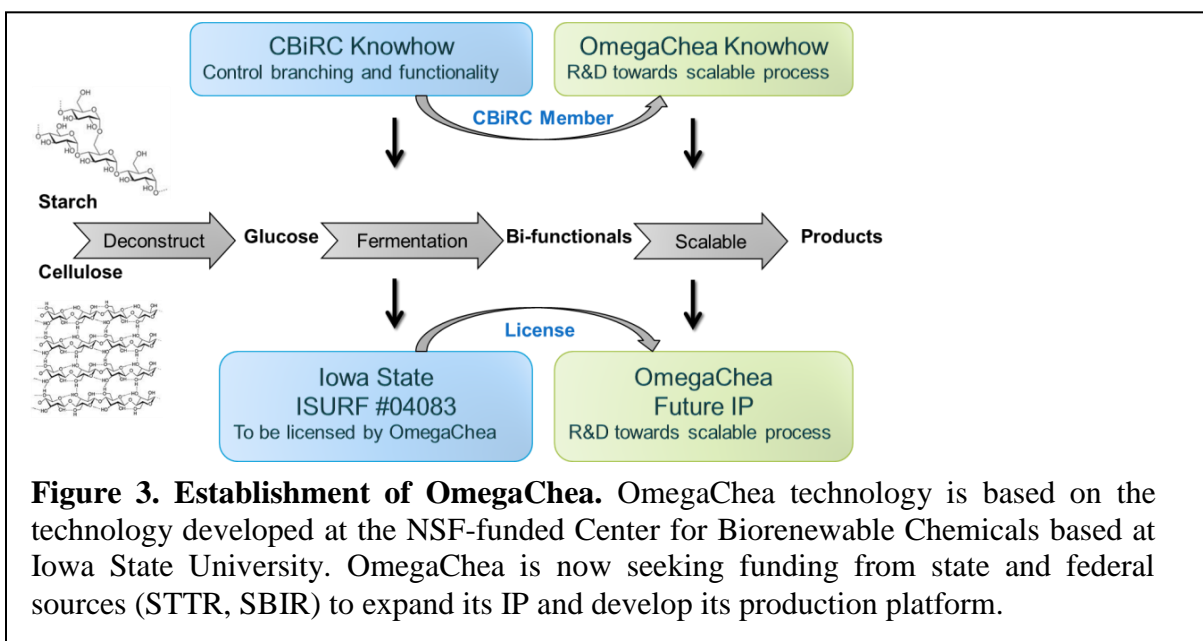 CBiRC Knowhow
Control branching and functionality
OmegaChea Knowhow
R&D towards scalable process
CBiRC Member
Starch
Deconstruct
Glucose
Fermentation
Bi-functionals
Scalable
Products
Cellulose
License
Iowa State
ISURF #04083
To be licensed by OmegaChea
OmegaChea
Future IP
R&D towards scalable process
Figure 3. Establishment of OmegaChea. OmegaChea technology is based on the
technology developed at the NSF-funded Center for Biorenewable Chemicals based at
Iowa State University. OmegaChea is now seeking funding from state and federal
sources (STTR, SBIR) to expand its IP and develop its production platform.